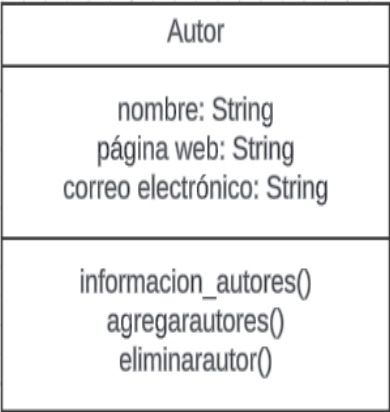 Autor
nombre: String
página web: String
correo electrónico: String
informacion_autores()
agregarautores()
eliminarautor()